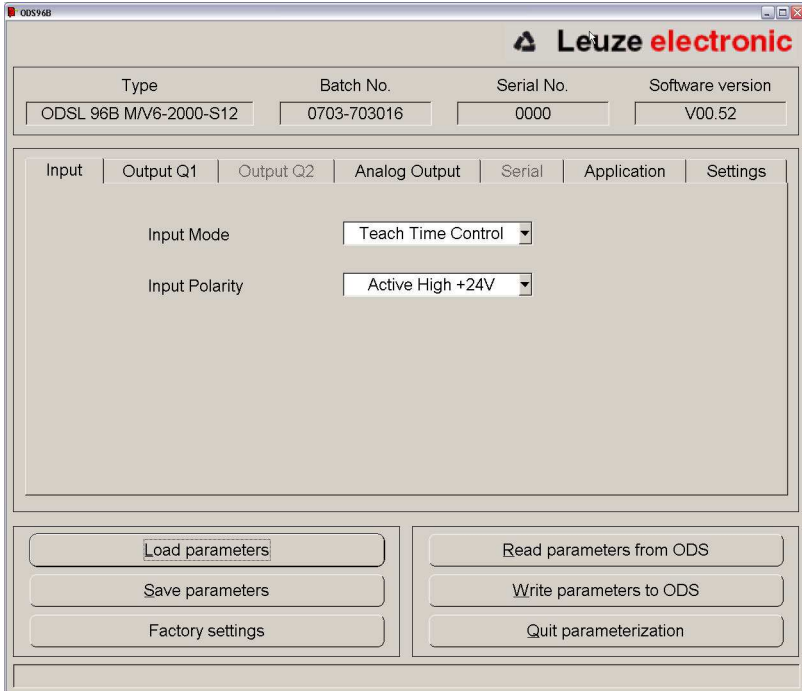 ODS96B
Leuze electronic
Type Batch No. Serial No. Software version
ODSL 96B M/V6-2000-S12 0703-703016 0000 V00.52
Input Output Q1 Output Q2 Analog Output Serial Application Settings
Input Mode Teach Time Control
Input Polarity Active High +24V
Load parameters Read parameters from ODS
Save parameters Write parameters to ODS
Factory settings Quit parameterization